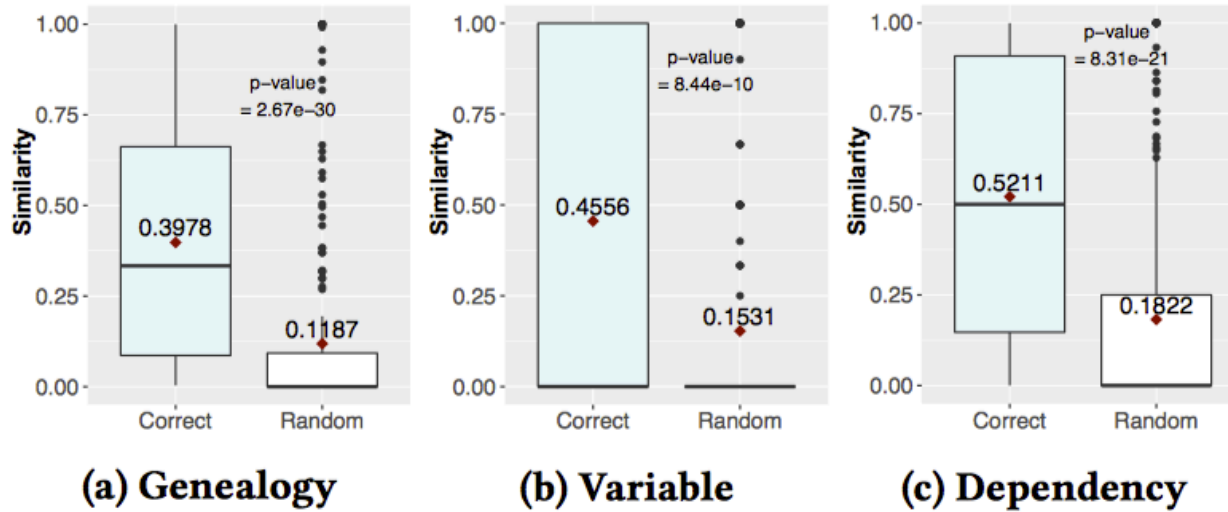 1.00
0.75
0.50
0.25
0.00
Similarity
p−value
= 2.67e−30
0.3978
0.1187
Correct Random
(a) Genealogy
1.00
0.75
0.50
0.25
0.00
Similarity
p−value
= 8.44e−10
0.4556
0.1531
Correct Random
(b) Variable
1.00
0.75
0.50
0.25
0.00
Similarity
p−value
= 8.31e−21
0.5211
0.1822
Correct Random
(c) Dependency